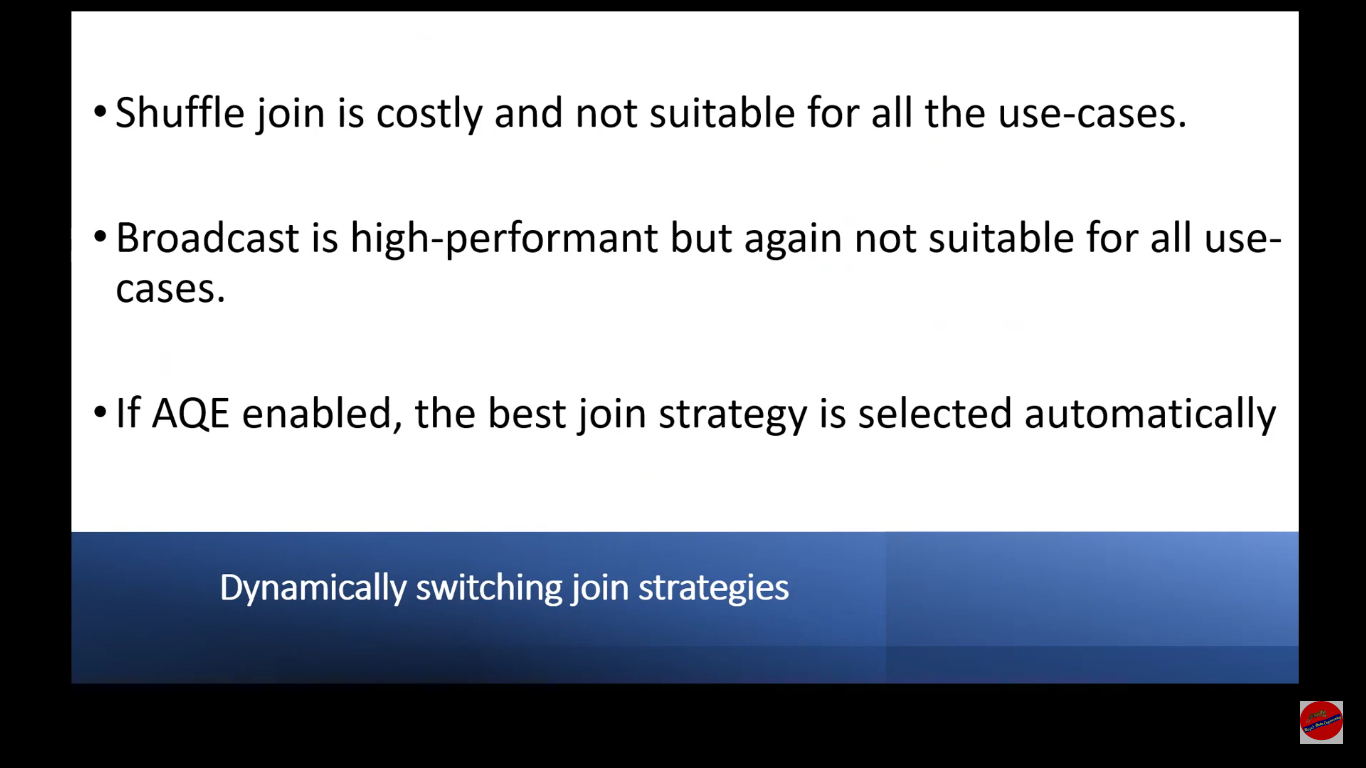 • Shuffle join is costly and not suitable for all the use-cases.
• Broadcast is high-performant but again not suitable for all use-
cases.
• If AQE enabled, the best join strategy is selected automatically
Dynamically switching join strategies